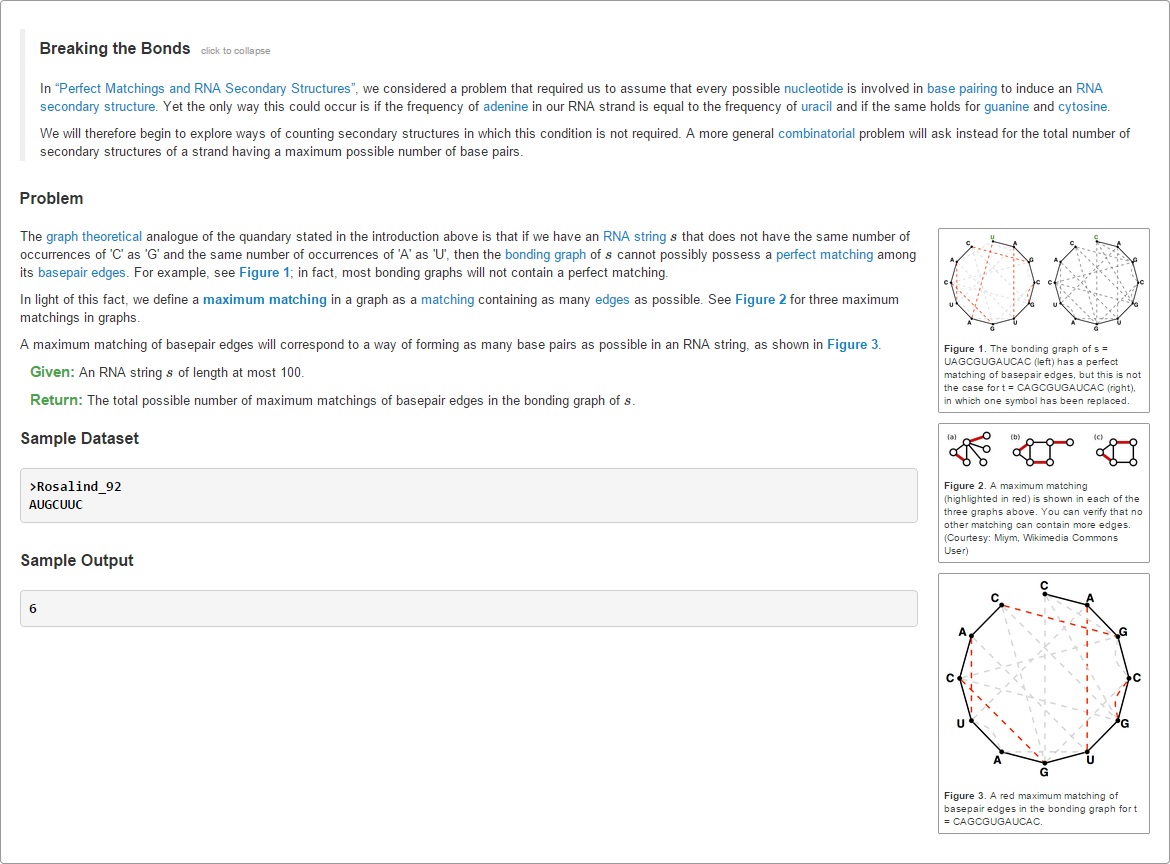 Breaking the Bonds click to collapse
In “Perfect Matchings and RNA Secondary Structures”, we considered a problem that required us to assume that every possible nucleotide is involved in base pairing to induce an RNA
secondary structure. Yet the only way this could occur is if the frequency of adenine in our RNA strand is equal to the frequency of uracil and if the same holds for guanine and cytosine.
We will therefore begin to explore ways of counting secondary structures in which this condition is not required. A more general combinatorial problem will ask instead for the total number of
secondary structures of a strand having a maximum possible number of base pairs.
Problem
The graph theoretical analogue of the quandary stated in the introduction above is that if we have an RNA string s that does not have the same number of
occurrences of 'C' as 'G' and the same number of occurrences of 'A' as 'U', then the bonding graph of s cannot possibly possess a perfect matching among
its basepair edges. For example, see Figure 1; in fact, most bonding graphs will not contain a perfect matching.
In light of this fact, we define a maximum matching in a graph as a matching containing as many edges as possible. See Figure 2 for three maximum
matchings in graphs.
A maximum matching of basepair edges will correspond to a way of forming as many base pairs as possible in an RNA string, as shown in Figure 3.
Given: An RNA string s of length at most 100.
Return: The total possible number of maximum matchings of basepair edges in the bonding graph of s.
Sample Dataset
>Rosalind_92
AUGCUUC
Sample Output
6
U
A
G
C
G
U
G
A
U
C
A
C
C
A
G
C
G
U
G
A
U
C
A
C
Figure 1. The bonding graph of s =
UAGCGUGAUCAC (left) has a perfect
matching of basepair edges, but this is not
the case for t = CAGCGUGAUCAC (right),
in which one symbol has been replaced.
(a) (b) (c)
Figure 2. A maximum matching
(highlighted in red) is shown in each of the
three graphs above. You can verify that no
other matching can contain more edges.
(Courtesy: Miym, Wikimedia Commons
User)
C
A
G
C
G
U
G
A
U
C
A
C
Figure 3. A red maximum matching of
basepair edges in the bonding graph for t
= CAGCGUGAUCAC.